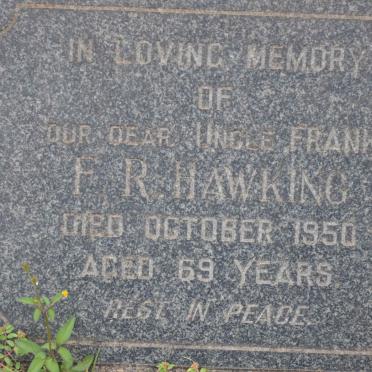 IN LOVING MEMORY
OF
OUR DEAR UNCLE FRANK
F. R. HAWKING
DIED OCTOBER 1950
AGED 69 YEARS.
REST IN PEACE.